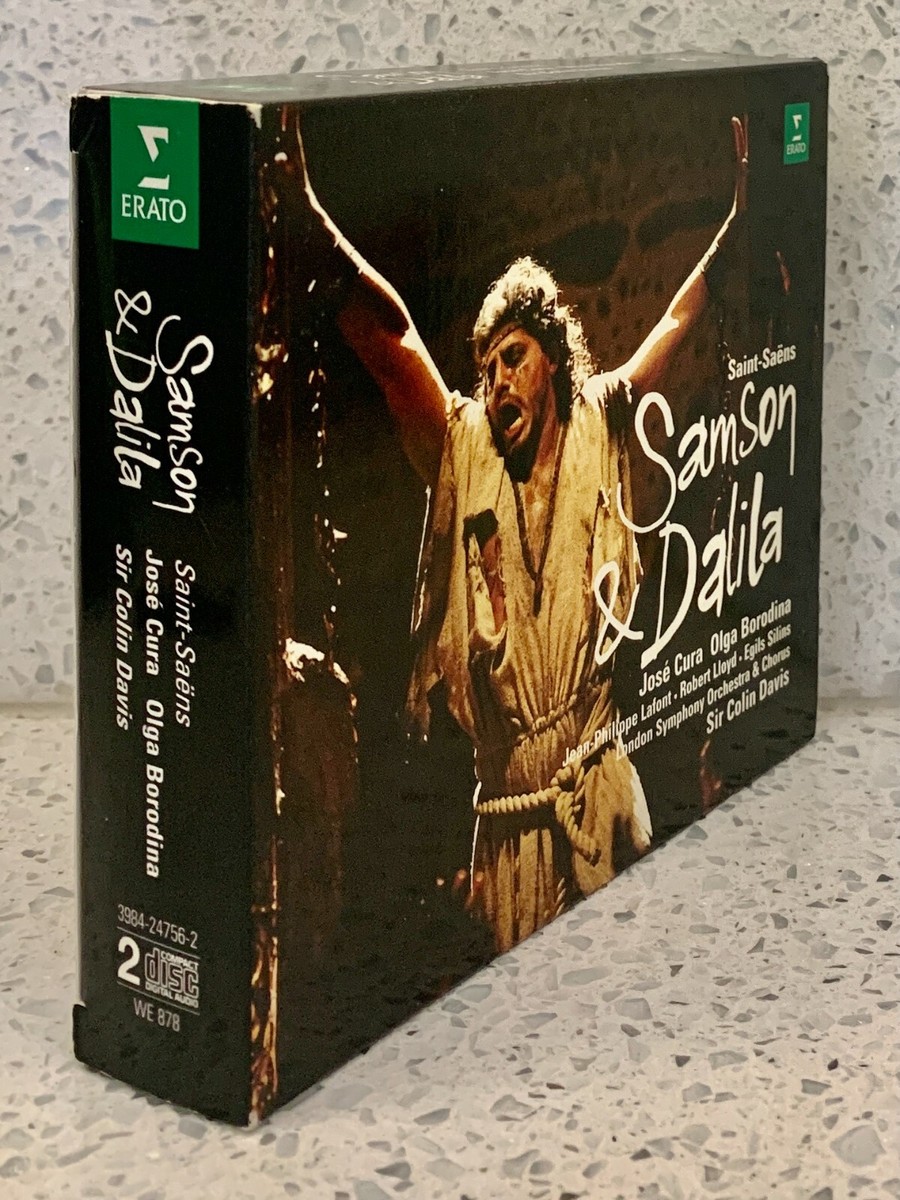 ERATO
Samson
& Dalila
Saint-Saëns
José Cura Olga Borodina
Sir Colin Davis
3984-24756-2
2
COMPACT
disc
DIGITAL AUDIO
WE 878
ERATO
Saint-Saëns
Samson
& Dalila
José Cura Olga Borodina
Jean-Philippe Lafont · Robert Lloyd · Egils Silins
London Symphony Orchestra & Chorus
Sir Colin Davis